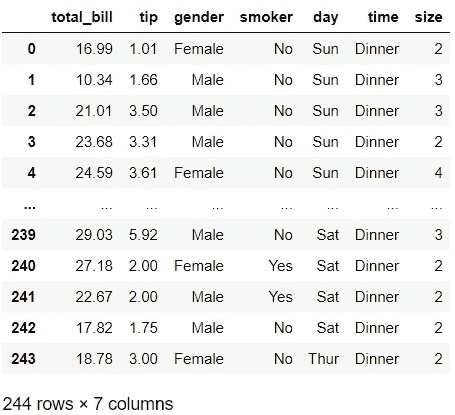 total_bill tip gender smoker day time size
0 16.99 1.01 Female No Sun Dinner 2
1 10.34 1.66 Male No Sun Dinner 3
2 21.01 3.50 Male No Sun Dinner 3
3 23.68 3.31 Male No Sun Dinner 2
4 24.59 3.61 Female No Sun Dinner 4
... ... ... ... ... ... ... ...
239 29.03 5.92 Male No Sat Dinner 3
240 27.18 2.00 Female Yes Sat Dinner 2
241 22.67 2.00 Male Yes Sat Dinner 2
242 17.82 1.75 Male No Sat Dinner 2
243 18.78 3.00 Female No Thur Dinner 2
244 rows × 7 columns